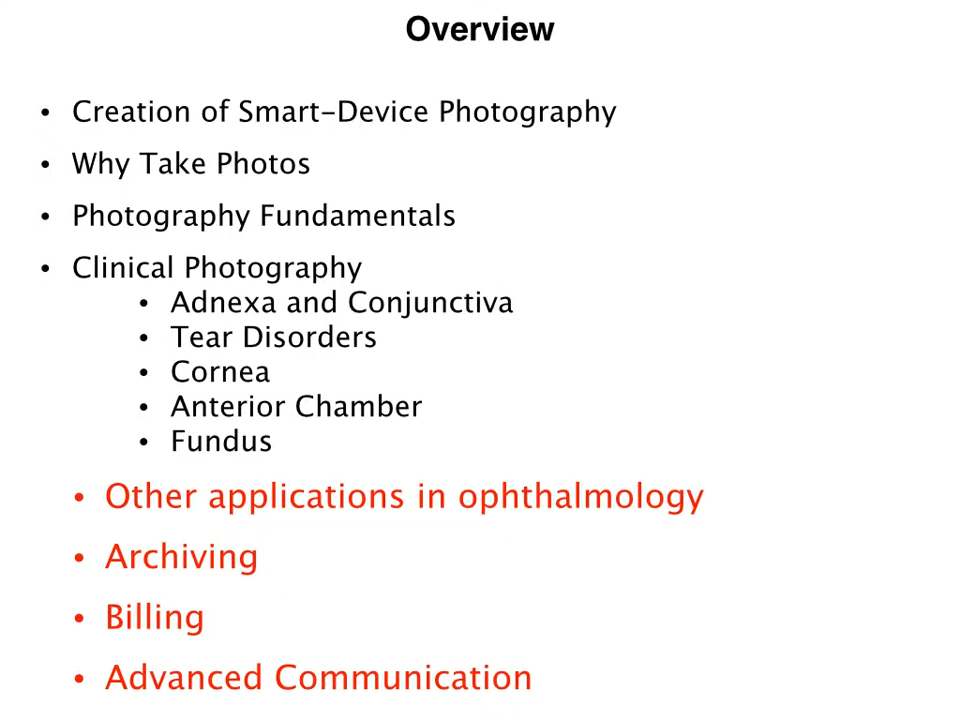 Overview
• Creation of Smart-Device Photography
• Why Take Photos
• Photography Fundamentals
• Clinical Photography
• Adnexa and Conjunctiva
• Tear Disorders
• Cornea
• Anterior Chamber
• Fundus
• Other applications in ophthalmology
• Archiving
• Billing
• Advanced Communication